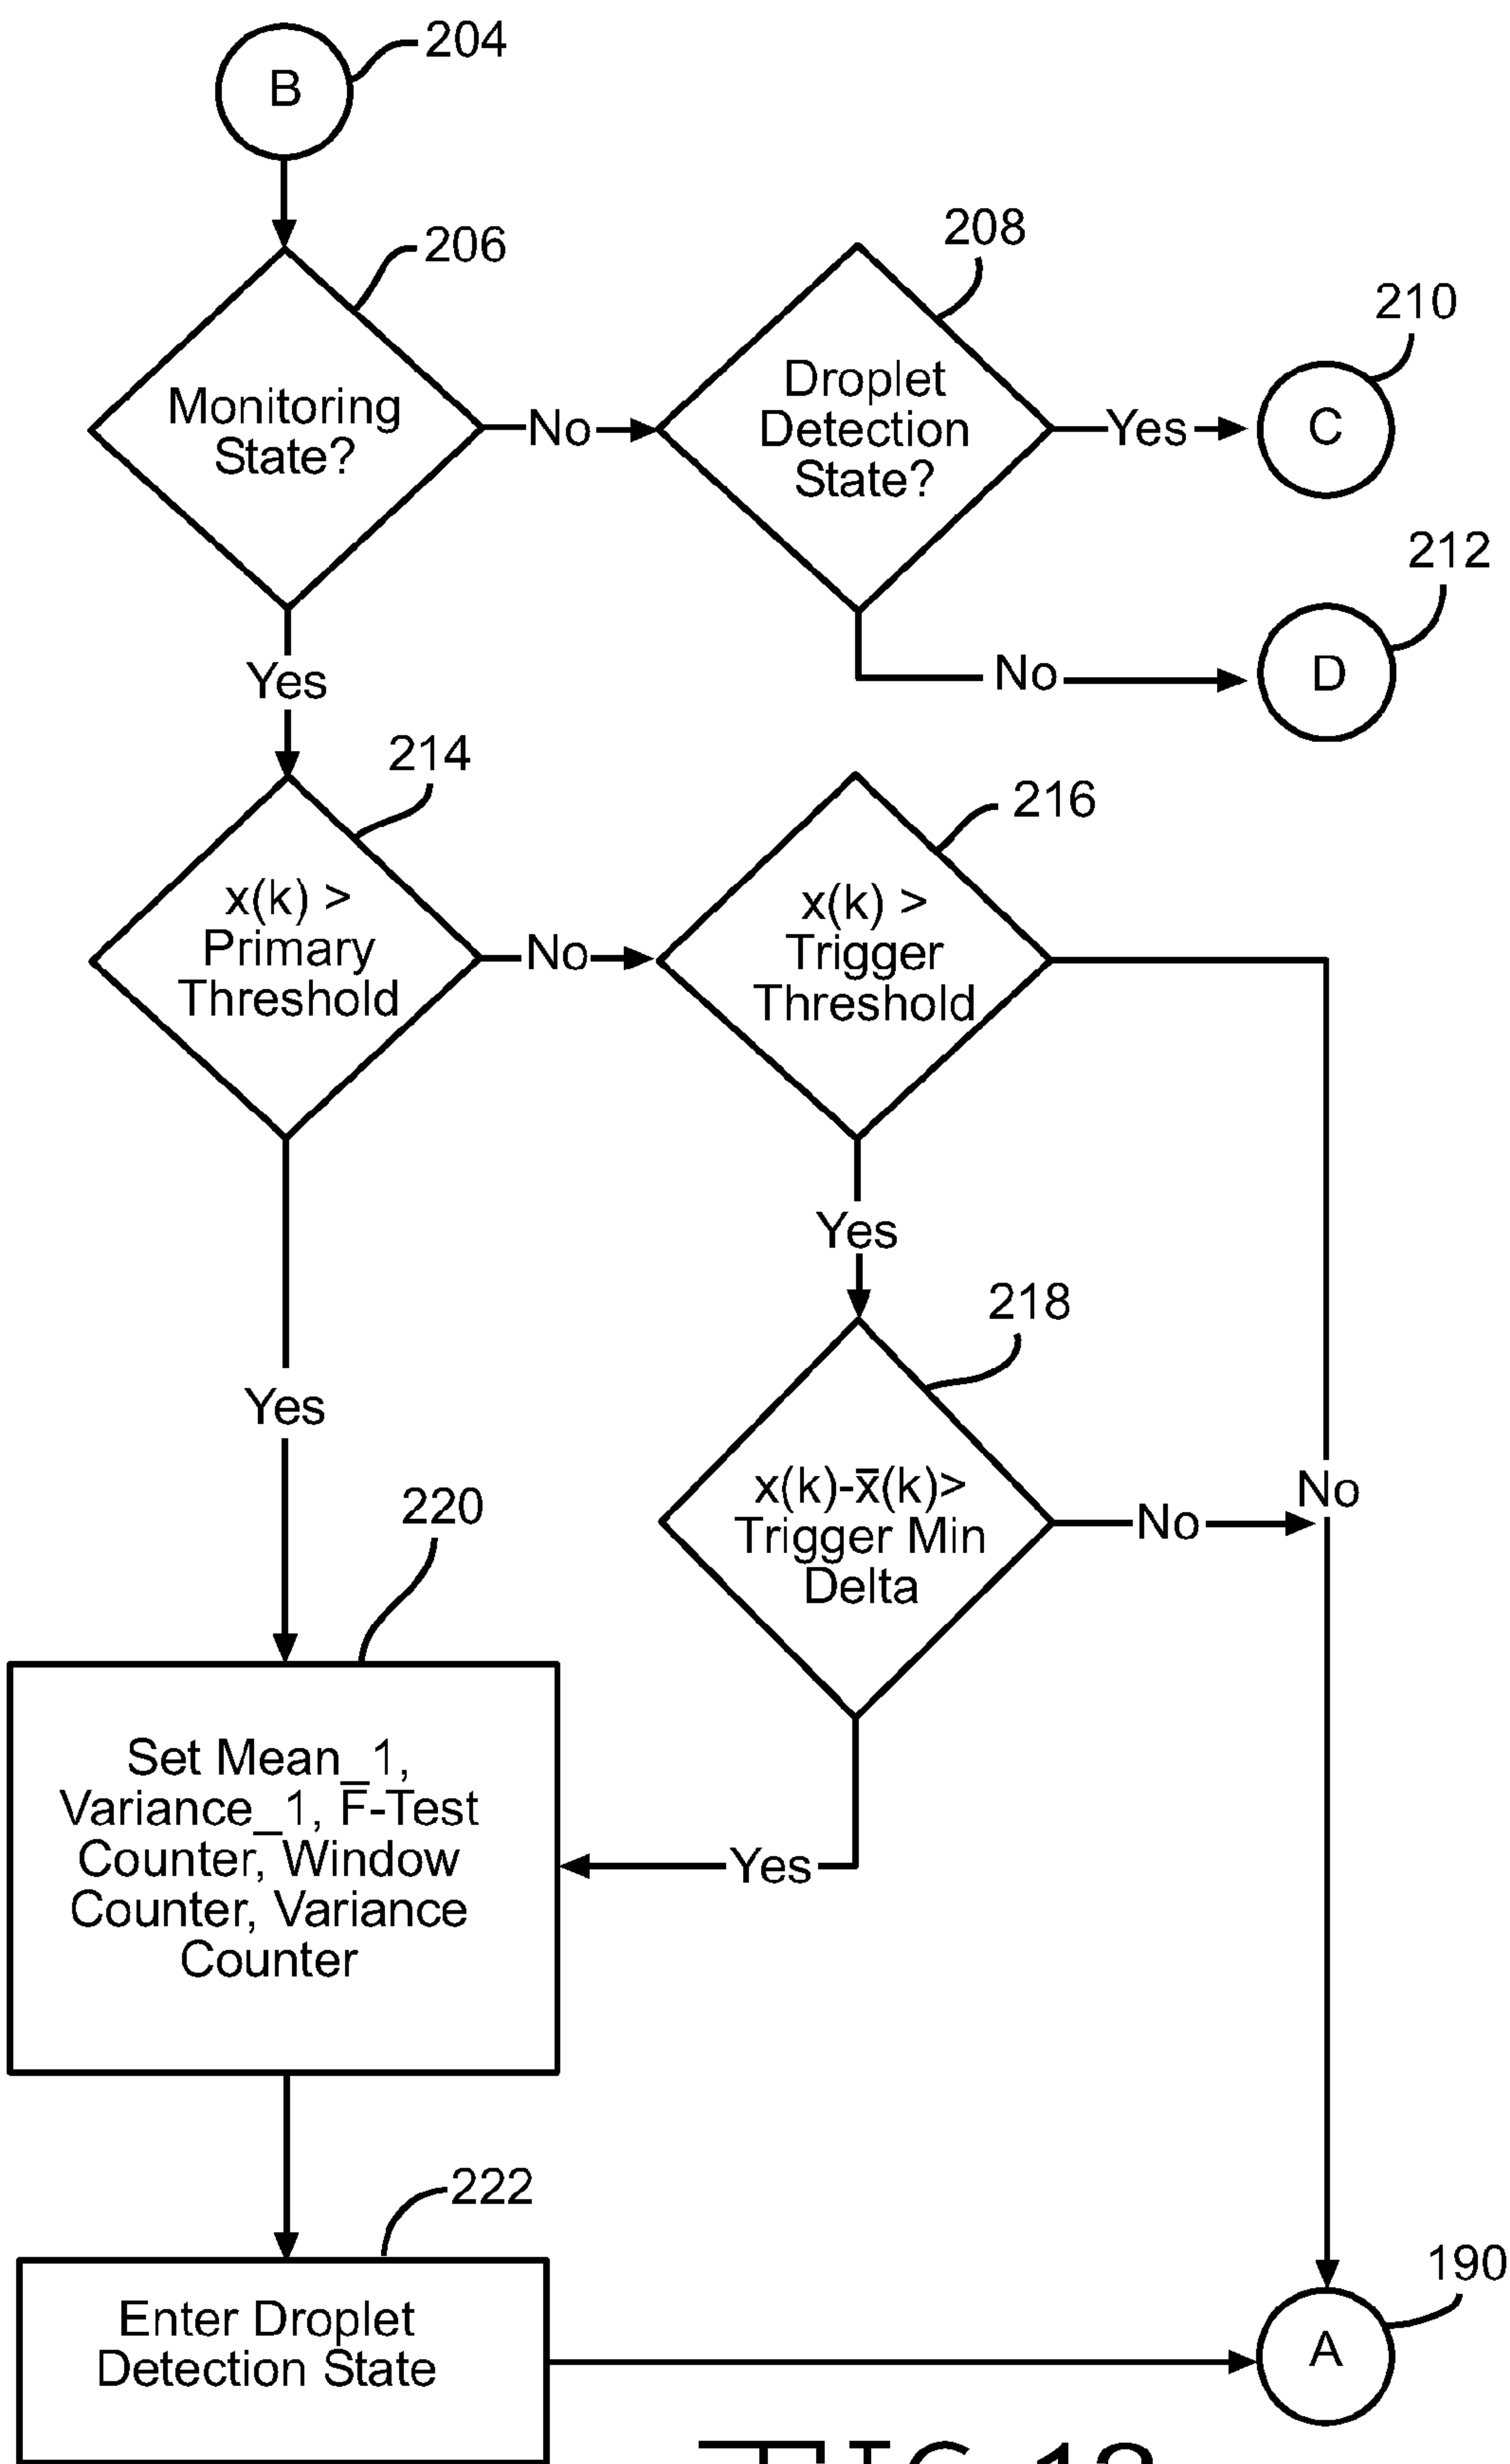 B
204
206
208
210
Monitoring
State?
No
Droplet
Detection
State?
Yes
C
212
No
D
Yes
214
216
x(k) >
Primary
Threshold
No
x(k) >
Trigger
Threshold
Yes
218
Yes
x(k)-x̅(k)>
Trigger Min
Delta
No
No
220
Set Mean_1,
Variance_1, F̅-Test
Counter, Window
Counter, Variance
Counter
Yes
222
Enter Droplet
Detection State
190
A